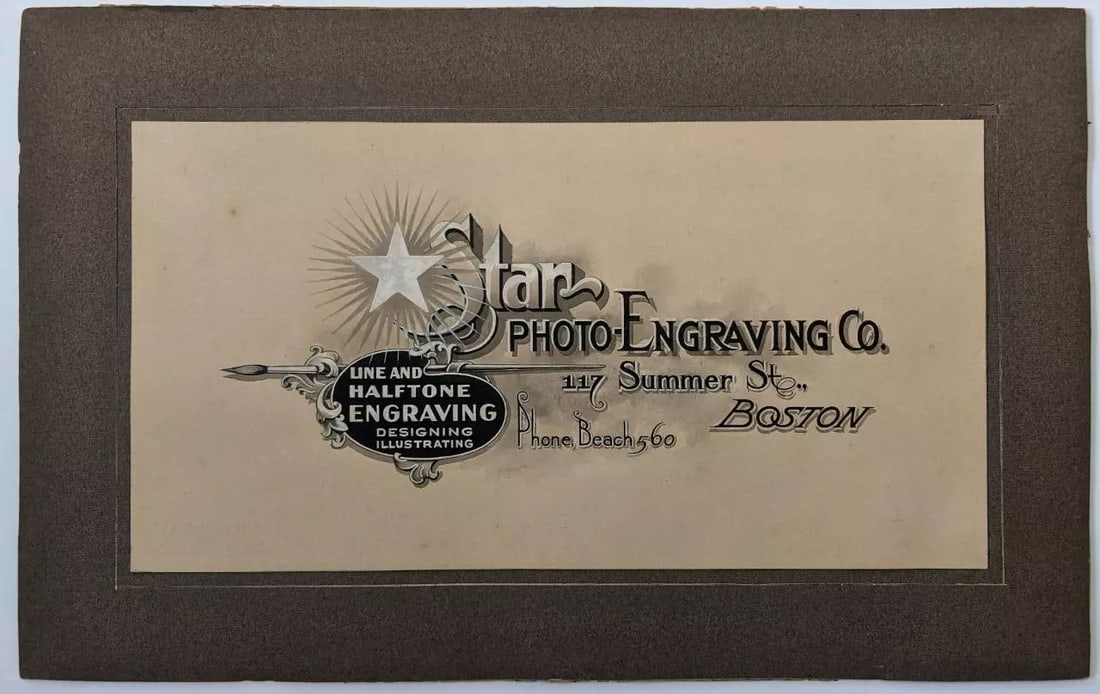 Star
PHOTO-ENGRAVING CO.
117 Summer St.,
BOSTON
Phone, Beach 560
LINE AND
HALFTONE
ENGRAVING
DESIGNING
ILLUSTRATING